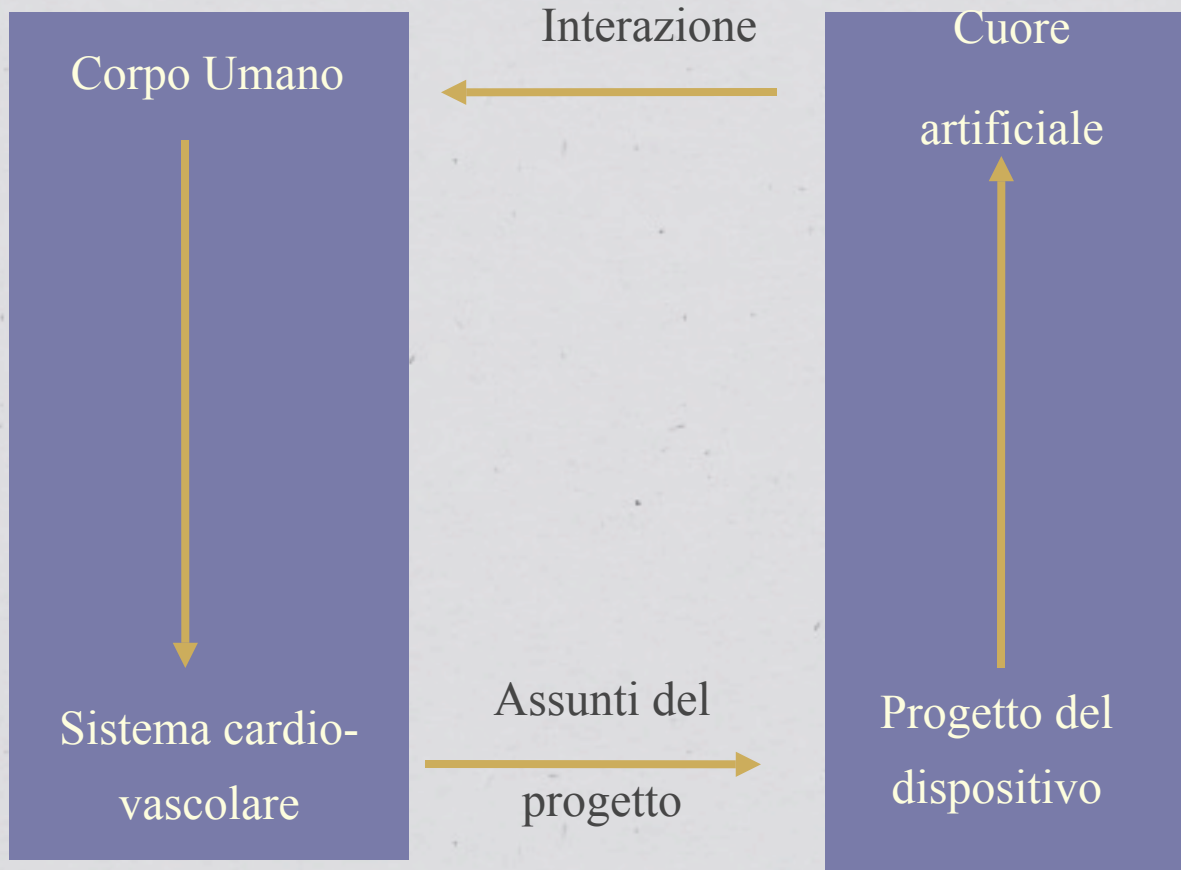 Interazione
Corpo Umano
Cuore
artificiale
Sistema cardio-
vascolare
Assunti del
progetto
Progetto del
dispositivo